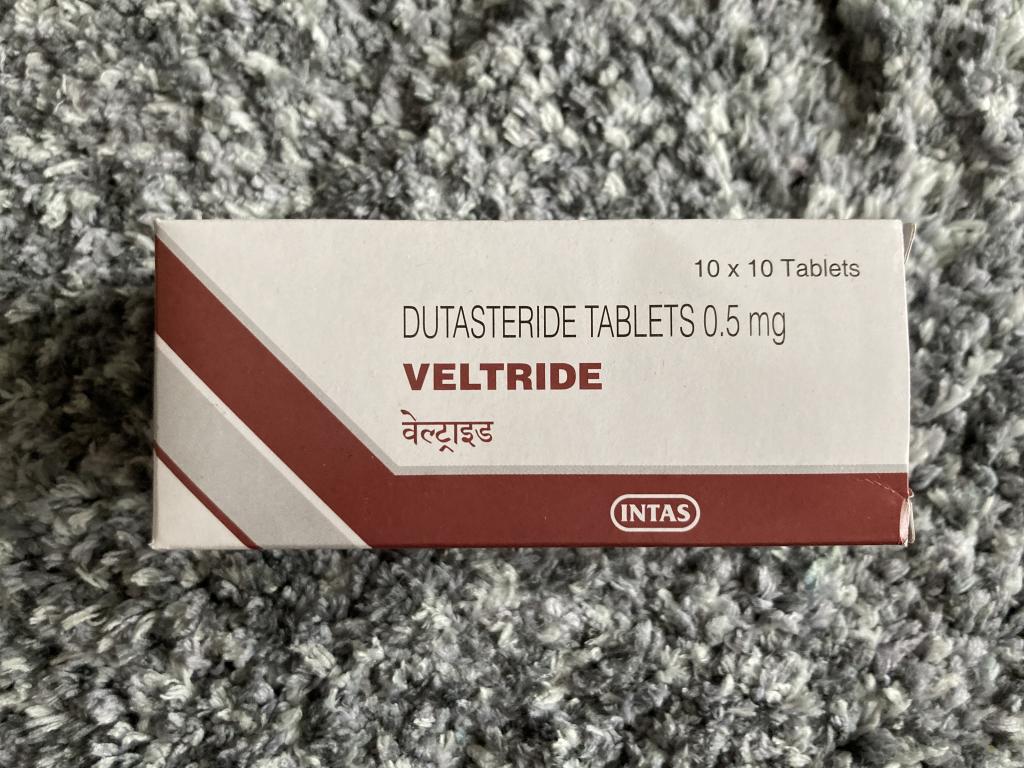 10 x 10 Tablets
DUTASTERIDE TABLETS 0.5 mg
VELTRIDE
वेल्ट्राइड
INTAS